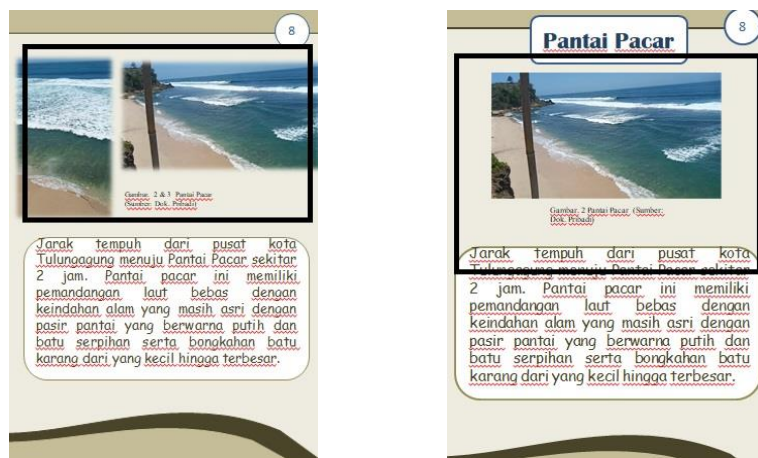 8
Gambar. 2 & 3 Pantai Pacar
(Sumber: Dok. Pribadi)
Jarak tempuh dari pusat kota
Tulungagung menuju Pantai Pacar sekitar
2 jam. Pantai pacar ini memiliki
pemandangan laut bebas dengan
keindahan alam yang masih asri dengan
pasir pantai yang berwarna putih dan
batu serpihan serta bongkahan batu
karang dari yang kecil hingga terbesar.
8
Pantai Pacar
Gambar. 2 Pantai Pacar (Sumber:
Dok. Pribadi)
Jarak tempuh dari pusat kota
Tulungagung menuju Pantai Pacar sekitar
2 jam. Pantai pacar ini memiliki
pemandangan laut bebas dengan
keindahan alam yang masih asri dengan
pasir pantai yang berwarna putih dan
batu serpihan serta bongkahan batu
karang dari yang kecil hingga terbesar.